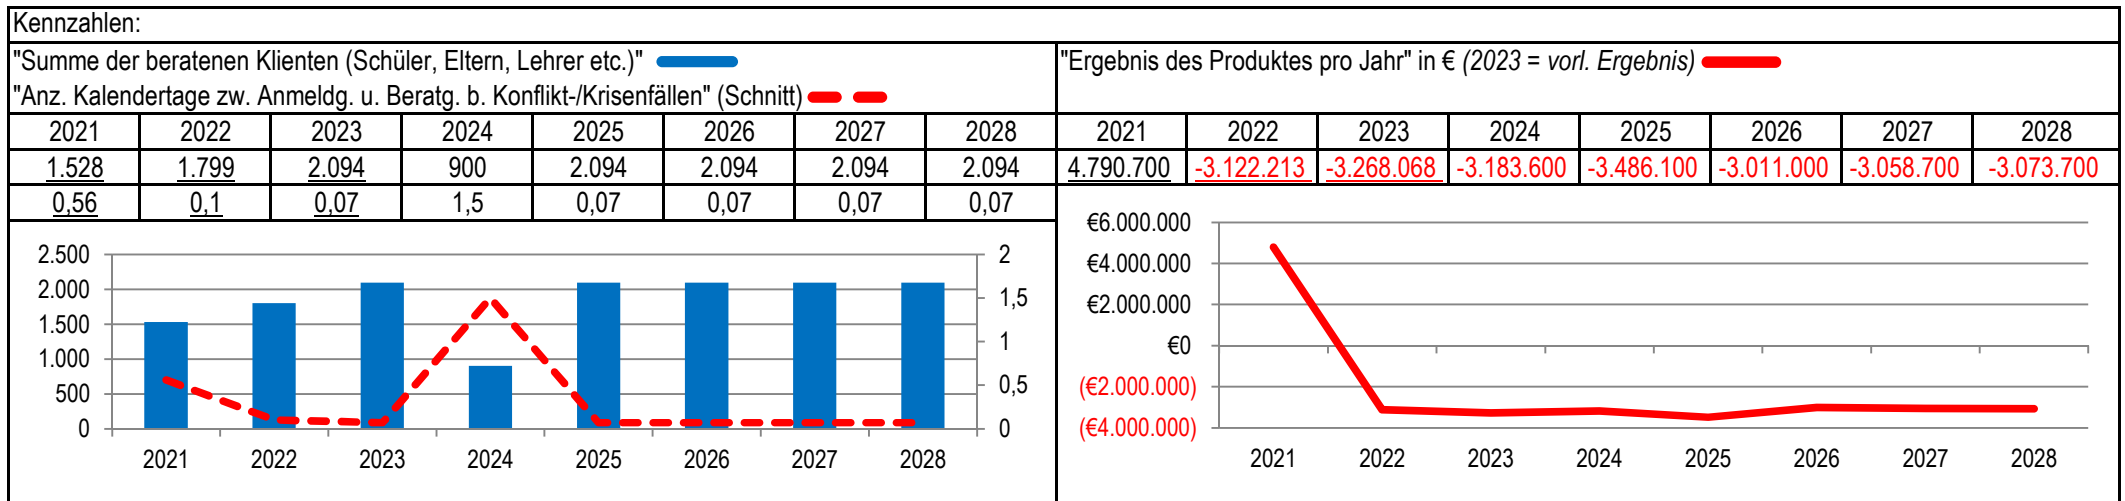 Kennzahlen:
"Summe der beratenen Klienten (Schüler, Eltern, Lehrer etc.)"
"Anz. Kalendertage zw. Anmeldg. u. Beratg. b. Konflikt-/Krisenfällen" (Schnitt)
2021 2022 2023 2024 2025 2026 2027 2028
1.528 1.799 2.094 900 2.094 2.094 2.094 2.094
0,56 0,1 0,07 1,5 0,07 0,07 0,07 0,07
2.500
2.000
1.500
1.000
500
0
2
1,5
1
0,5
0
2021 2022 2023 2024 2025 2026 2027 2028
"Ergebnis des Produktes pro Jahr" in € (2023 = vorl. Ergebnis)
2021 2022 2023 2024 2025 2026 2027 2028
4.790.700 -3.122.213 -3.268.068 -3.183.600 -3.486.100 -3.011.000 -3.058.700 -3.073.700
€6.000.000
€4.000.000
€2.000.000
€0
(€2.000.000)
(€4.000.000)
2021 2022 2023 2024 2025 2026 2027 2028